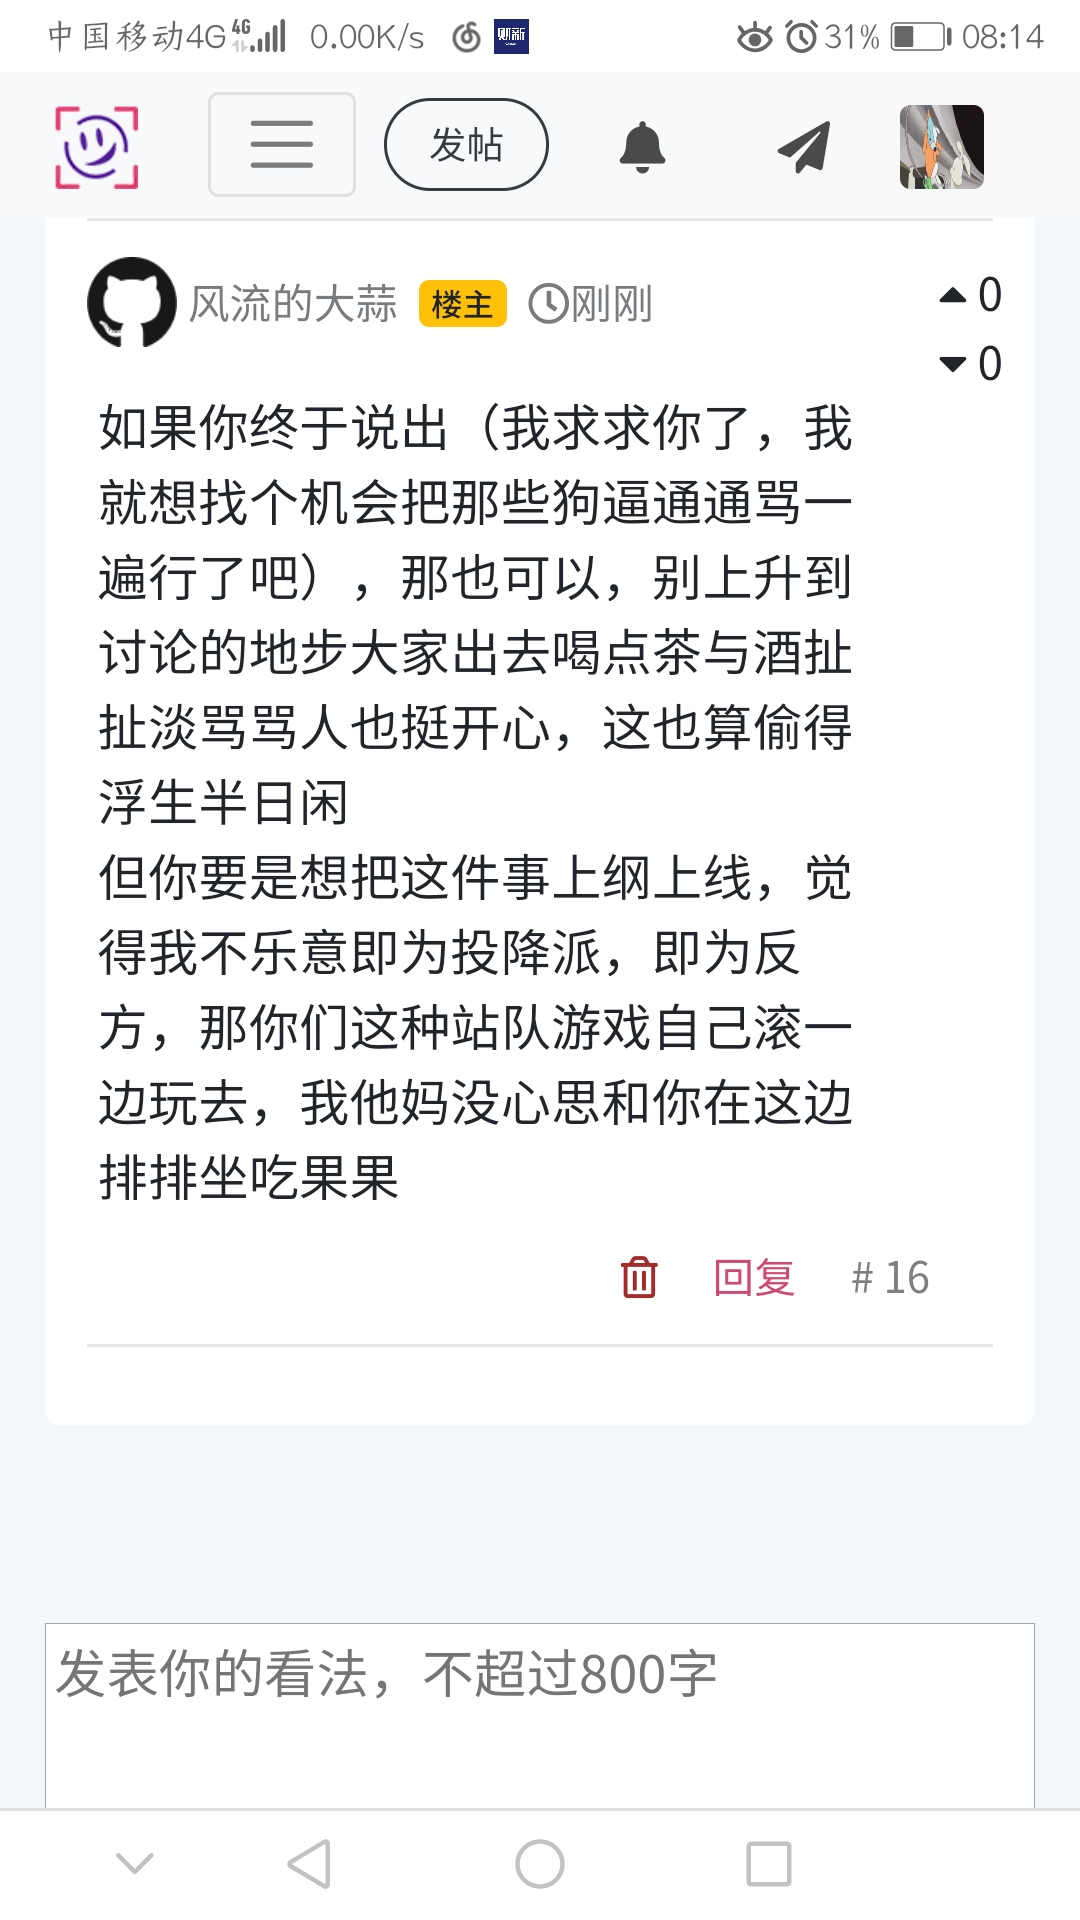 中国移动4G 4G 0.00K/s 财新 31% 08:14
发帖
风流的大蒜 楼主 刚刚 0
0
如果你终于说出（我求求你了，我
就想找个机会把那些狗逼通通骂一
遍行了吧），那也可以，别上升到
讨论的地步大家出去喝点茶与酒扯
扯淡骂骂人也挺开心，这也算偷得
浮生半日闲
但你要是想把这件事上纲上线，觉
得我不乐意即为投降派，即为反
方，那你们这种站队游戏自己滚一
边玩去，我他妈没心思和你在这边
排排坐吃果果
回复 # 16
发表你的看法，不超过800字